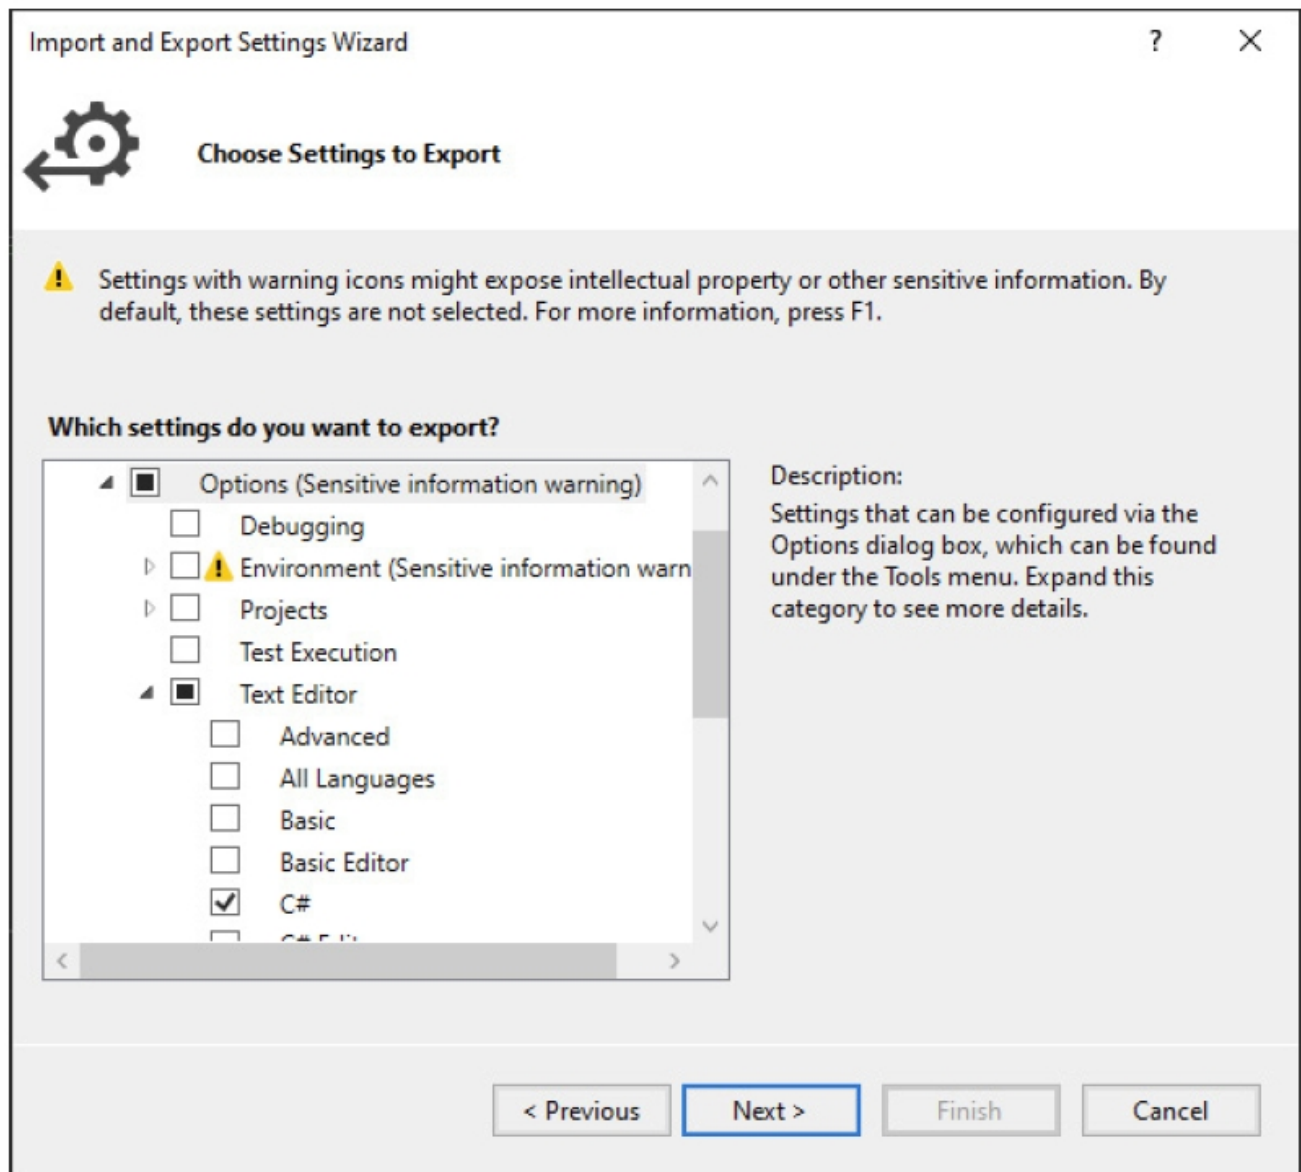 Import and Export Settings Wizard
?
Choose Settings to Export
Settings with warning icons might expose intellectual property or other sensitive information. By
default, these settings are not selected. For more information, press F1.
Which settings do you want to export?
Options (Sensitive information warning)
Debugging
Environment (Sensitive information warn
Projects
Test Execution
Text Editor
Advanced
All Languages
Basic
Basic Editor
C#
Description:
Settings that can be configured via the
Options dialog box, which can be found
under the Tools menu. Expand this
category to see more details.
< Previous
Next >
Finish
Cancel